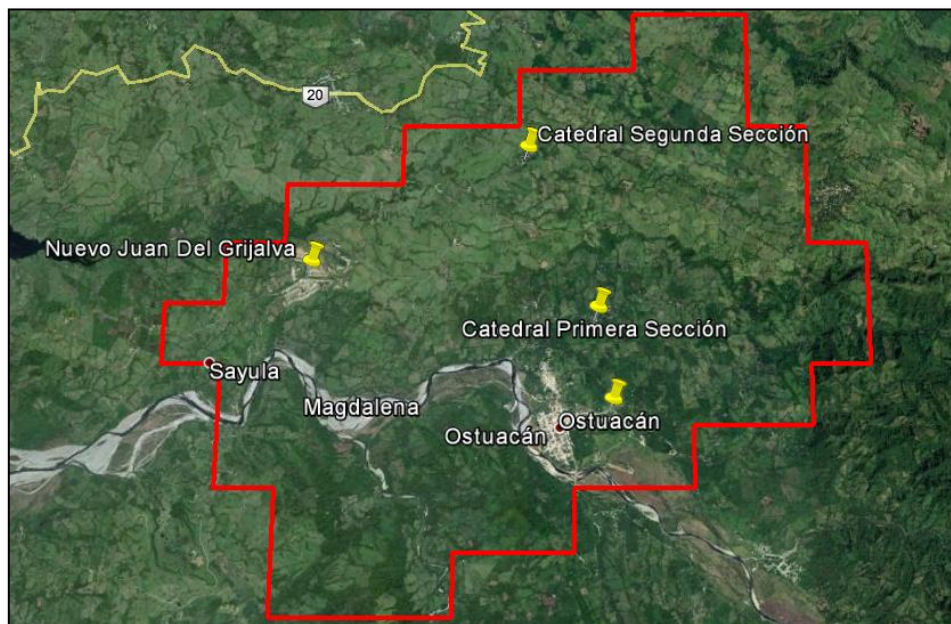 20
Catedral Segunda Sección
Nuevo Juan Del Grijalva
Catedral Primera Sección
Sayula
Magdalena
Ostuacán
Ostuacán